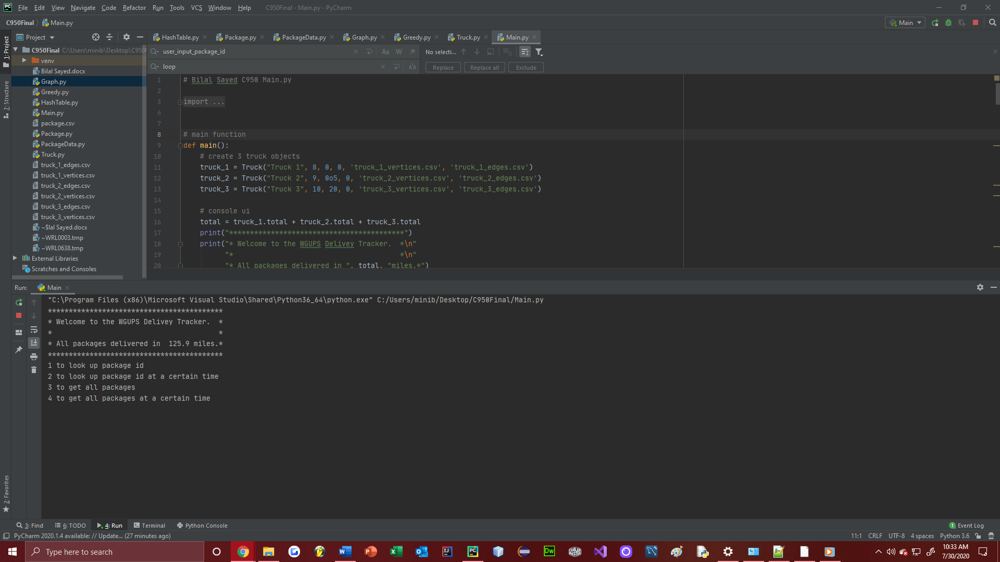 File Edit View Navigate Code Refactor Run Tools VCS Window Help C950Final - Main.py - PyCharm
C950Final Main.py Main
Project HashTable.py Package.py PackageData.py Graph.py Greedy.py Truck.py Main.py
1: Project
7: Structure
2: Favorites
C950Final C:\Users\minib\Desktop\C950F
venv
Bilal Sayed.docx
Graph.py
Greedy.py
HashTable.py
Main.py
package.csv
Package.py
PackageData.py
Truck.py
truck_1_edges.csv
truck_1_vertices.csv
truck_2_edges.csv
truck_2_vertices.csv
truck_3_edges.csv
truck_3_vertices.csv
~$lal Sayed.docx
~WRL0003.tmp
~WRL0638.tmp
External Libraries
Scratches and Consoles
user_input_package_id Aa W .* No selecti...
loop Replace Replace all Exclude
1 # Bilal Sayed C950 Main.py
2
3 import ...
6
7
8 # main function
9 def main():
10 # create 3 truck objects
11 truck_1 = Truck("Truck 1", 8, 0, 0, 'truck_1_vertices.csv', 'truck_1_edges.csv')
12 truck_2 = Truck("Truck 2", 9, 0o5, 0, 'truck_2_vertices.csv', 'truck_2_edges.csv')
13 truck_3 = Truck("Truck 3", 10, 20, 0, 'truck_3_vertices.csv', 'truck_3_edges.csv')
14
15 # console ui
16 total = truck_1.total + truck_2.total + truck_3.total
17 print("******************************************")
18 print("* Welcome to the WGUPS Delivey Tracker.  *\n"
19 "*                                        *\n"
20 "* All packages delivered in ", total, "miles.*")
Run: Main
"C:\Program Files (x86)\Microsoft Visual Studio\Shared\Python36_64\python.exe" C:/Users/minib/Desktop/C950Final/Main.py
******************************************
* Welcome to the WGUPS Delivey Tracker.  *
*                                        *
* All packages delivered in  125.9 miles.*
******************************************
1 to look up package id
2 to look up package id at a certain time
3 to get all packages
4 to get all packages at a certain time
3: Find 6: TODO 4: Run Terminal Python Console 1 Event Log
PyCharm 2020.1.4 available: // Update... (27 minutes ago) 11:1 CRLF UTF-8 4 spaces Python 3.6
Type here to search
10:33 AM
7/30/2020